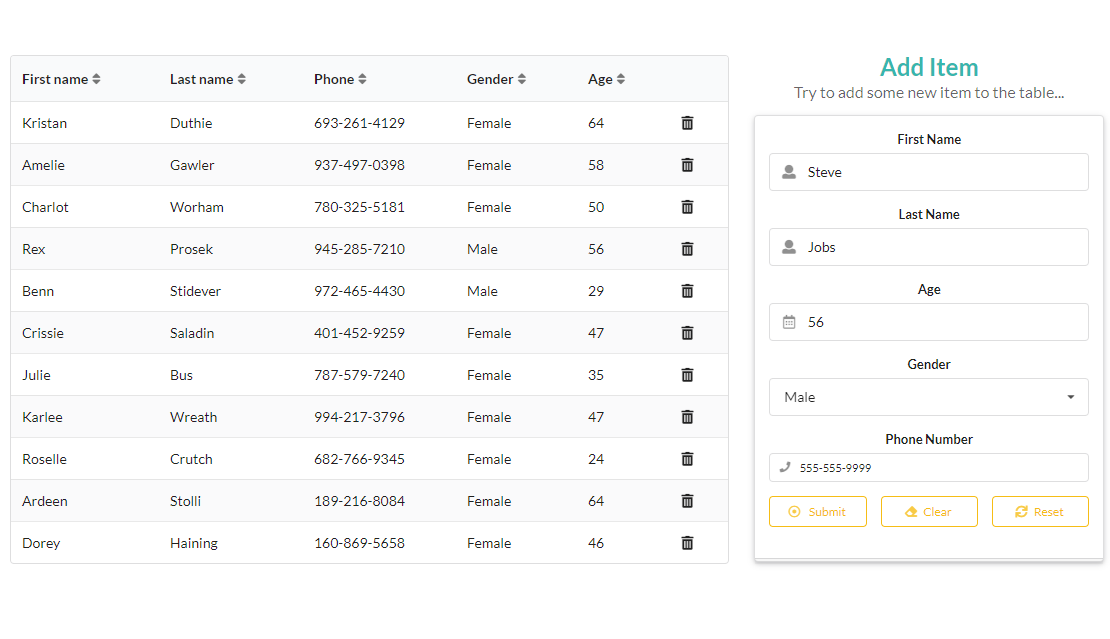 First name Last name Phone Gender Age
Kristan Duthie 693-261-4129 Female 64
Amelie Gawler 937-497-0398 Female 58
Charlot Worham 780-325-5181 Female 50
Rex Prosek 945-285-7210 Male 56
Benn Stidever 972-465-4430 Male 29
Crissie Saladin 401-452-9259 Female 47
Julie Bus 787-579-7240 Female 35
Karlee Wreath 994-217-3796 Female 47
Roselle Crutch 682-766-9345 Female 24
Ardeen Stolli 189-216-8084 Female 64
Dorey Haining 160-869-5658 Female 46
Add Item
Try to add some new item to the table...
First Name
Steve
Last Name
Jobs
Age
56
Gender
Male
Phone Number
555-555-9999
Submit Clear Reset